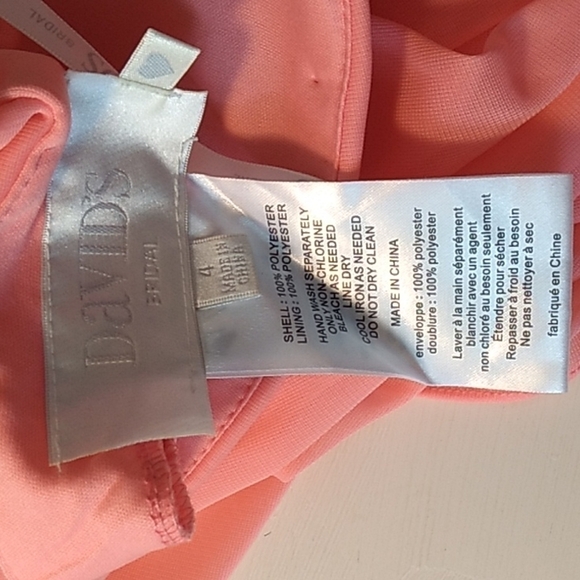 DaVID'S
BRIDAL
4
MADE IN
CHINA
SHELL : 100% POLYESTER
LINING : 100% POLYESTER
HAND WASH SEPARATELY
ONLY NON-CHLORINE
BLEACH AS NEEDED
LINE DRY
COOL IRON AS NEEDED
DO NOT DRY CLEAN
MADE IN CHINA
enveloppe : 100% polyester
doublure : 100% polyester
Laver à la main séparément
blanchir avec un agent
non chloré au besoin seulement
Étendre pour sécher
Repasser à froid au besoin
Ne pas nettoyer à sec
fabriqué en Chine
BRIDAL